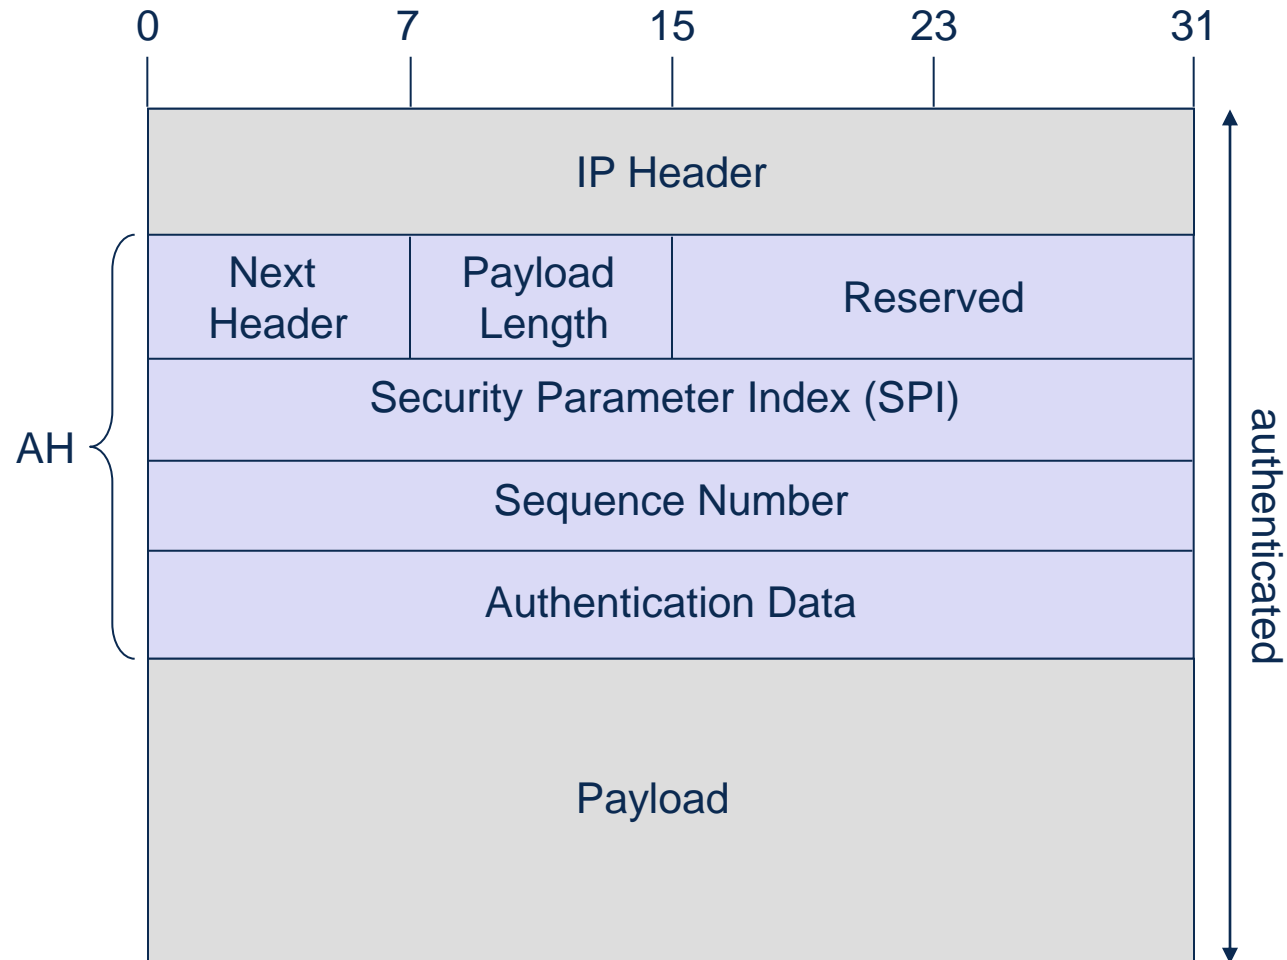 0 7 15 23 31
IP Header
Next
Header
Payload
Length
Reserved
Security Parameter Index (SPI)
AH
Sequence Number
Authentication Data
authenticated
Payload